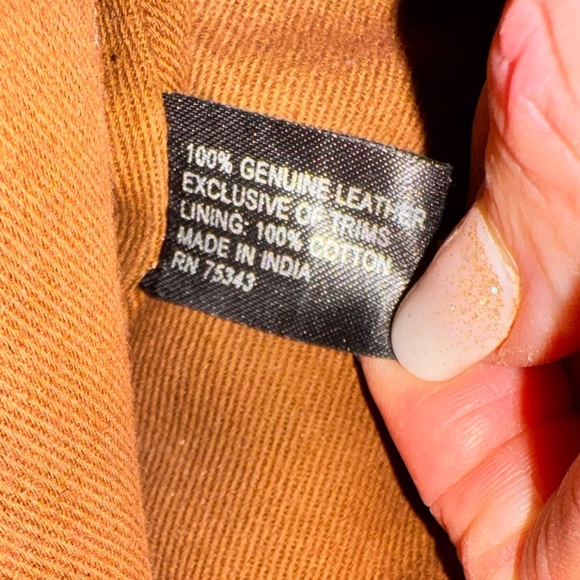 100% GENUINE LEATHER
EXCLUSIVE OF TRIMS
LINING: 100% COTTON
MADE IN INDIA
RN 75343